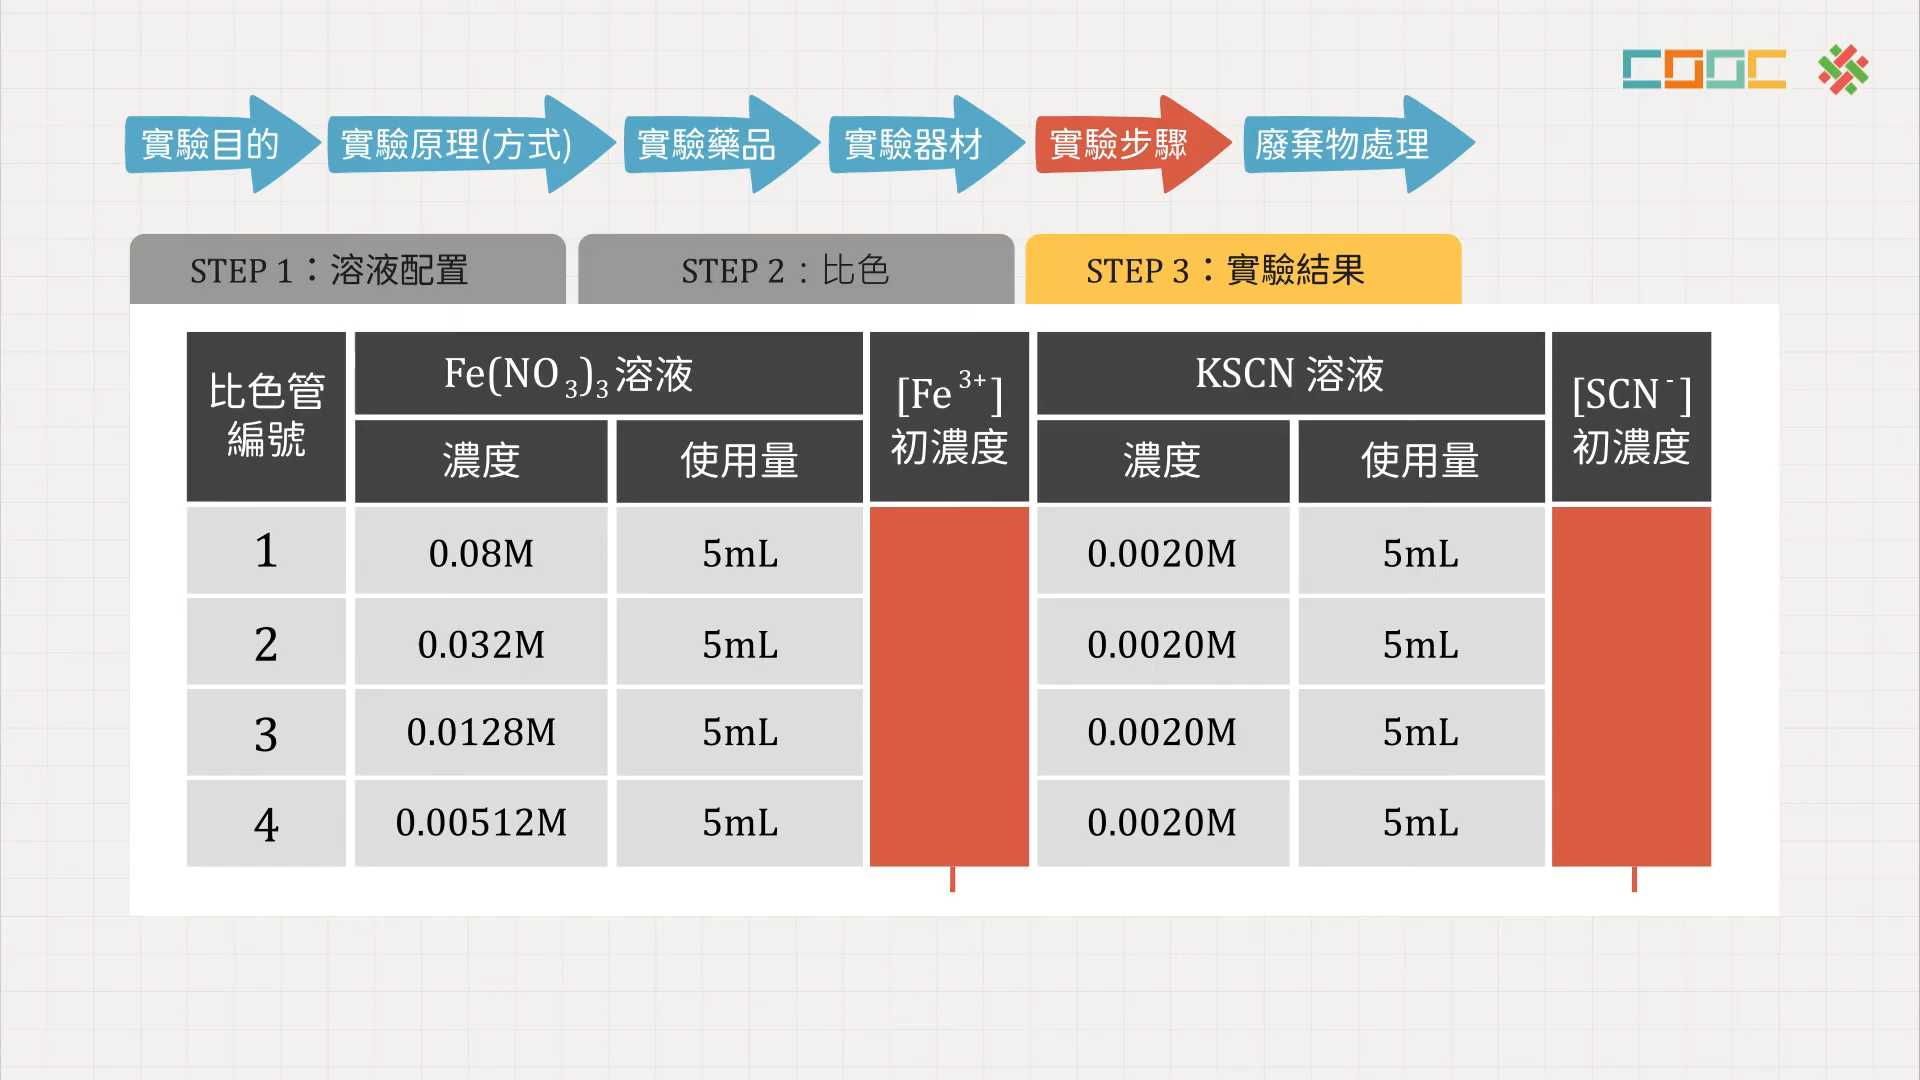 COOC
實驗目的
實驗原理(方式)
實驗藥品
實驗器材
實驗步驟
廢棄物處理
STEP 1：溶液配置
STEP 2：比色
STEP 3：實驗結果
比色管
編號
Fe(NO₃)₃溶液
濃度 使用量
[Fe³⁺]
初濃度
KSCN 溶液
濃度 使用量
[SCN⁻]
初濃度
1 0.08M 5mL 0.0020M 5mL
2 0.032M 5mL 0.0020M 5mL
3 0.0128M 5mL 0.0020M 5mL
4 0.00512M 5mL 0.0020M 5mL